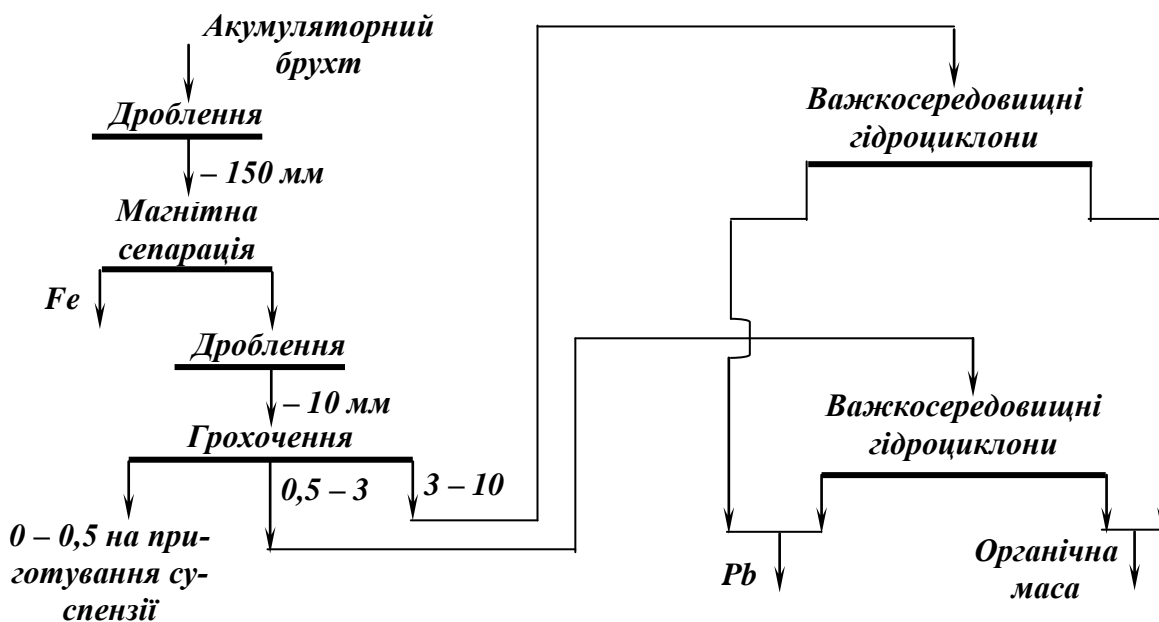 Акумуляторний
брухт
Дроблення
– 150 мм
Магнітна
сепарація
Fe
Дроблення
– 10 мм
Грохочення
0,5 – 3
3 – 10
0 – 0,5 на при-
готування су-
спензії
Важкосередовищні
гідроциклони
Важкосередовищні
гідроциклони
Pb
Органічна
маса